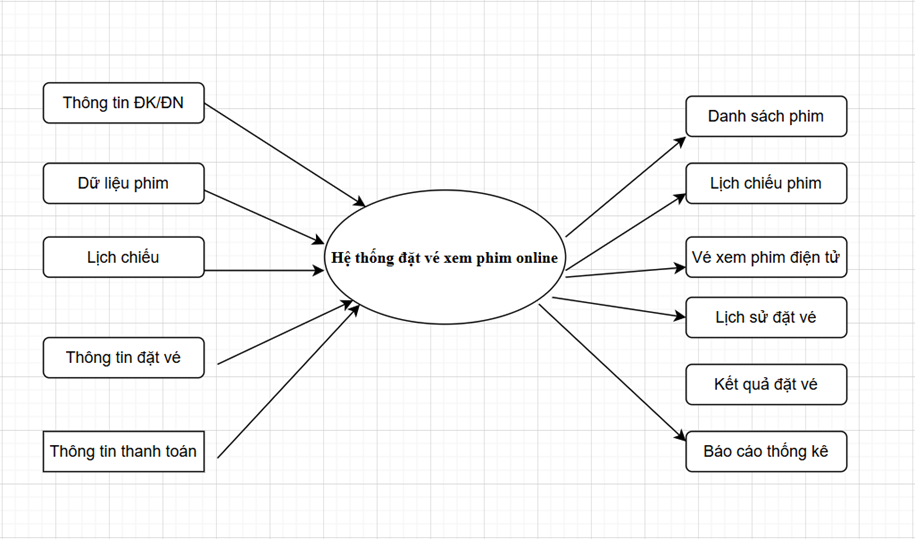 Thông tin ĐK/ĐN
Dữ liệu phim
Lịch chiếu
Thông tin đặt vé
Thông tin thanh toán
Hệ thống đặt vé xem phim online
Danh sách phim
Lịch chiếu phim
Vé xem phim điện tử
Lịch sử đặt vé
Kết quả đặt vé
Báo cáo thống kê